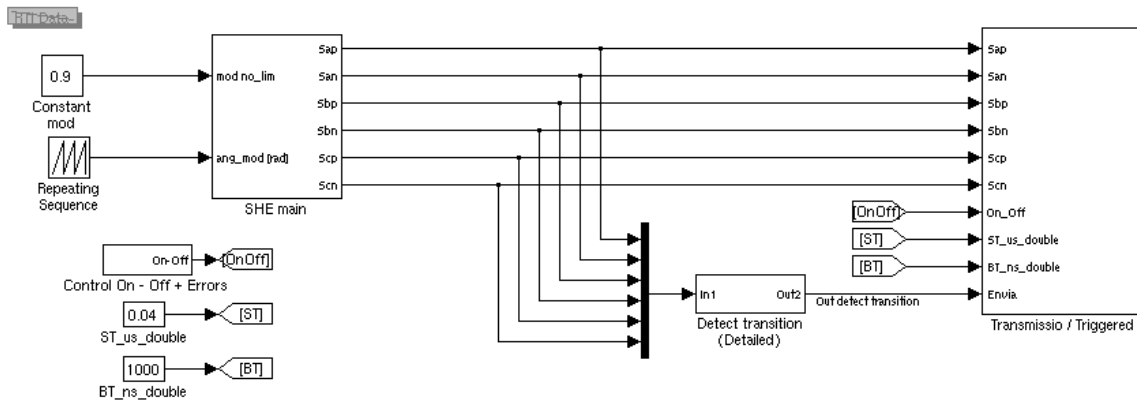 RTI Data
0.9
Constant
mod
Repeating
Sequence
mod no_lim
ang_mod [rad]
Sap
San
Sbp
Sbn
Scp
Scn
SHE main
On-Off
Control On - Off + Errors
[OnOff]
0.04
ST_us_double
[ST]
1000
BT_ns_double
[BT]
In1
Out2
Detect transition
(Detailed)
Out detect transition
[OnOff]
[ST]
[BT]
Sap
San
Sbp
Sbn
Scp
Scn
On_Off
ST_us_double
BT_ns_double
Envia
Transmissio / Triggered